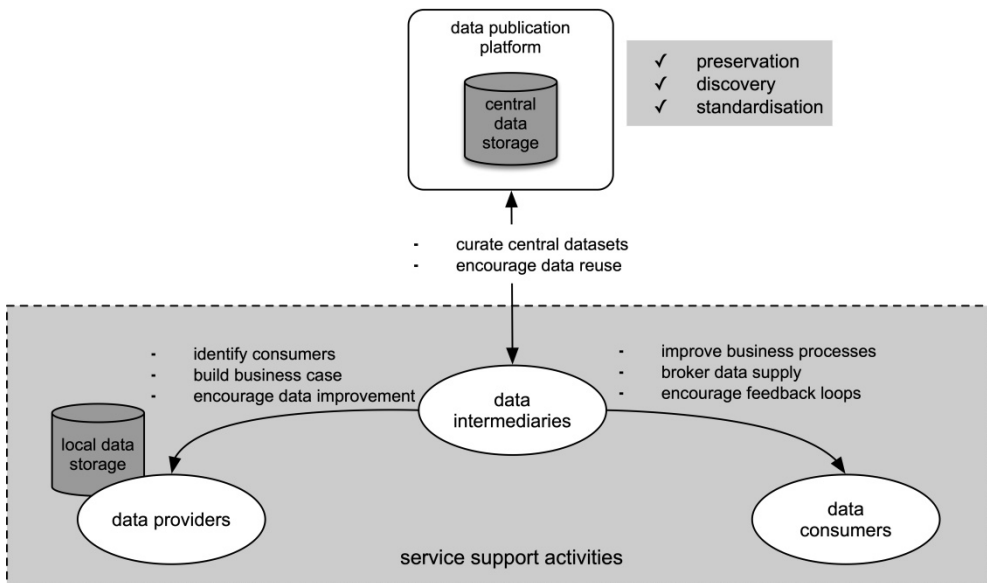 data publication
platform
central
data
storage
✓ preservation
✓ discovery
✓ standardisation
- curate central datasets
- encourage data reuse
- identify consumers
- build business case
- encourage data improvement
- improve business processes
- broker data supply
- encourage feedback loops
data
intermediaries
local data
storage
data providers
data
consumers
service support activities